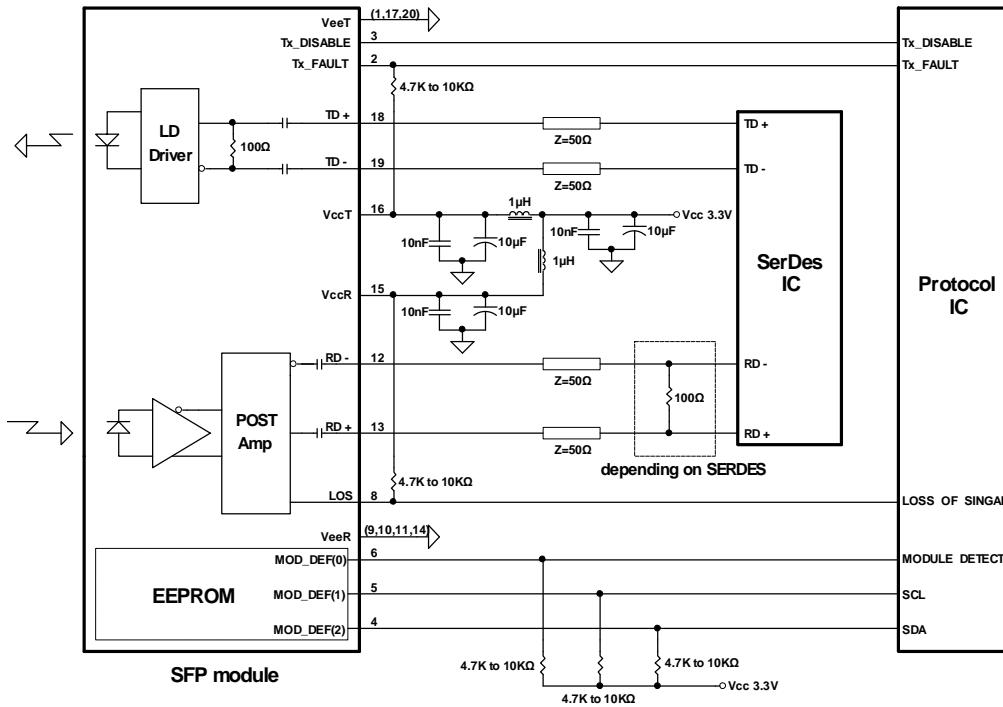 VeeT
(1,17,20)
Tx_DISABLE
3
Tx_DISABLE
Tx_FAULT
2
Tx_FAULT
4.7K to 10KΩ
LD
Driver
100Ω
TD +
18
Z=50Ω
TD +
TD -
19
Z=50Ω
TD -
VccT
16
1µH
Vcc 3.3V
10nF
10µF
10nF
10µF
1µH
SerDes
IC
Protocol
IC
VccR
15
10nF
10µF
RD -
12
Z=50Ω
RD -
POST
Amp
100Ω
RD +
13
Z=50Ω
RD +
depending on SERDES
4.7K to 10KΩ
LOS
8
LOSS OF SINGAL
VeeR
(9,10,11,14)
MOD_DEF(0)
6
MODULE DETECT
EEPROM
MOD_DEF(1)
5
SCL
MOD_DEF(2)
4
SDA
SFP module
4.7K to 10KΩ
4.7K to 10KΩ
4.7K to 10KΩ
Vcc 3.3V